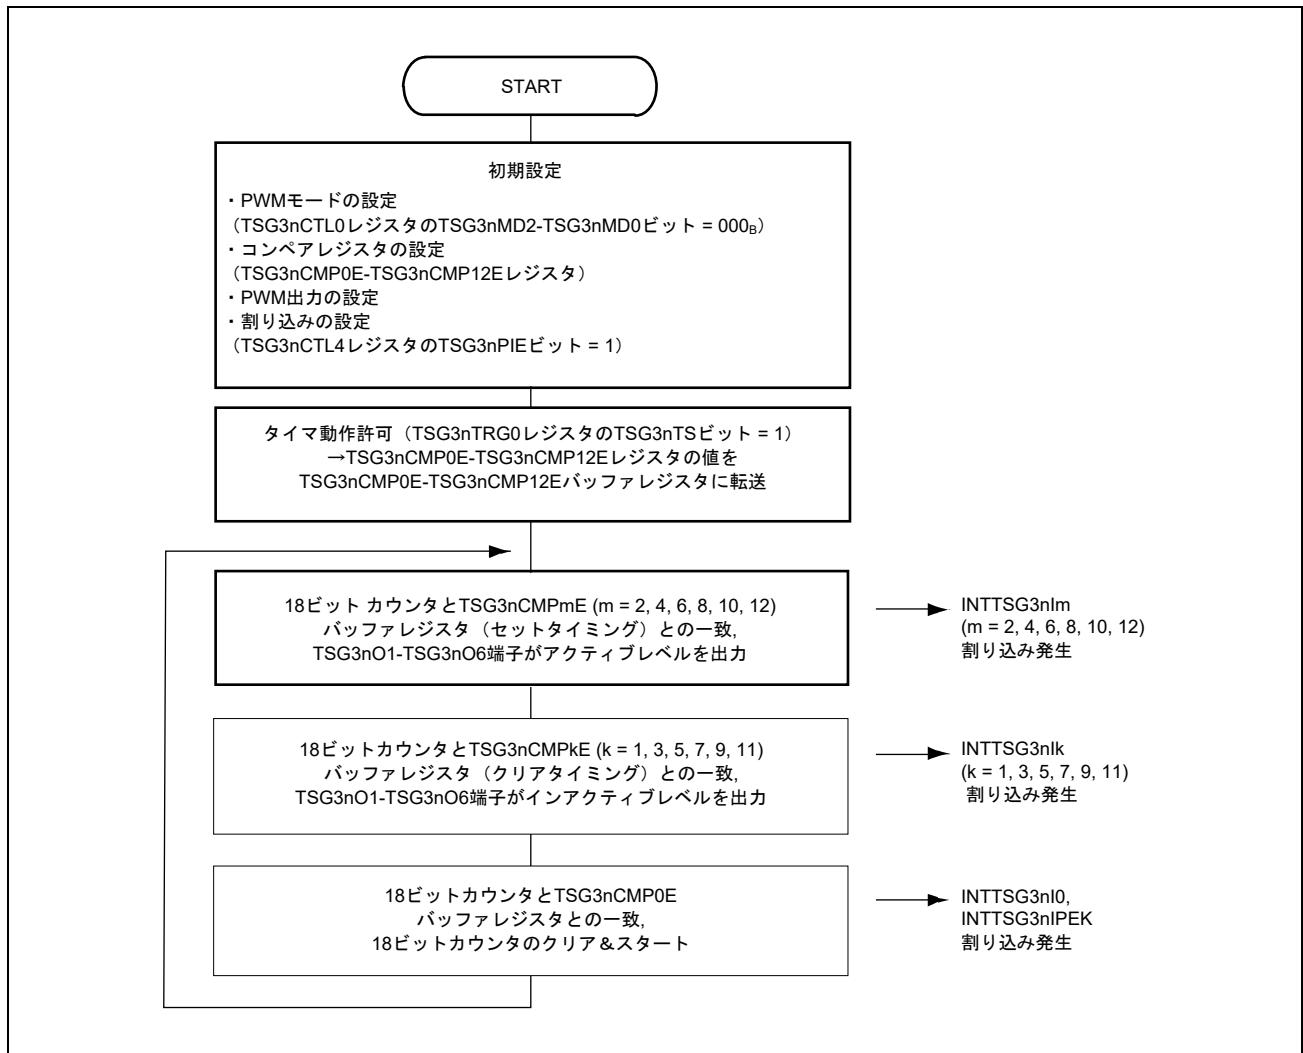 START
初期設定
・PWMモードの設定
（TSG3nCTL0レジスタのTSG3nMD2-TSG3nMD0ビット = 000B）
・コンペアレジスタの設定
（TSG3nCMP0E-TSG3nCMP12Eレジスタ）
・PWM出力の設定
・割り込みの設定
（TSG3nCTL4レジスタのTSG3nPIEビット = 1）
タイマ動作許可（TSG3nTRG0レジスタのTSG3nTSビット = 1）
→TSG3nCMP0E-TSG3nCMP12Eレジスタの値を
TSG3nCMP0E-TSG3nCMP12Eバッファレジスタに転送
18ビット カウンタとTSG3nCMPmE (m = 2, 4, 6, 8, 10, 12)
バッファレジスタ（セットタイミング）との一致,
TSG3nO1-TSG3nO6端子がアクティブレベルを出力
INTTSG3nIm
(m = 2, 4, 6, 8, 10, 12)
割り込み発生
18ビットカウンタとTSG3nCMPkE (k = 1, 3, 5, 7, 9, 11)
バッファレジスタ（クリアタイミング）との一致,
TSG3nO1-TSG3nO6端子がインアクティブレベルを出力
INTTSG3nIk
(k = 1, 3, 5, 7, 9, 11)
割り込み発生
18ビットカウンタとTSG3nCMP0E
バッファレジスタとの一致,
18ビットカウンタのクリア＆スタート
INTTSG3nI0,
INTTSG3nIPEK
割り込み発生